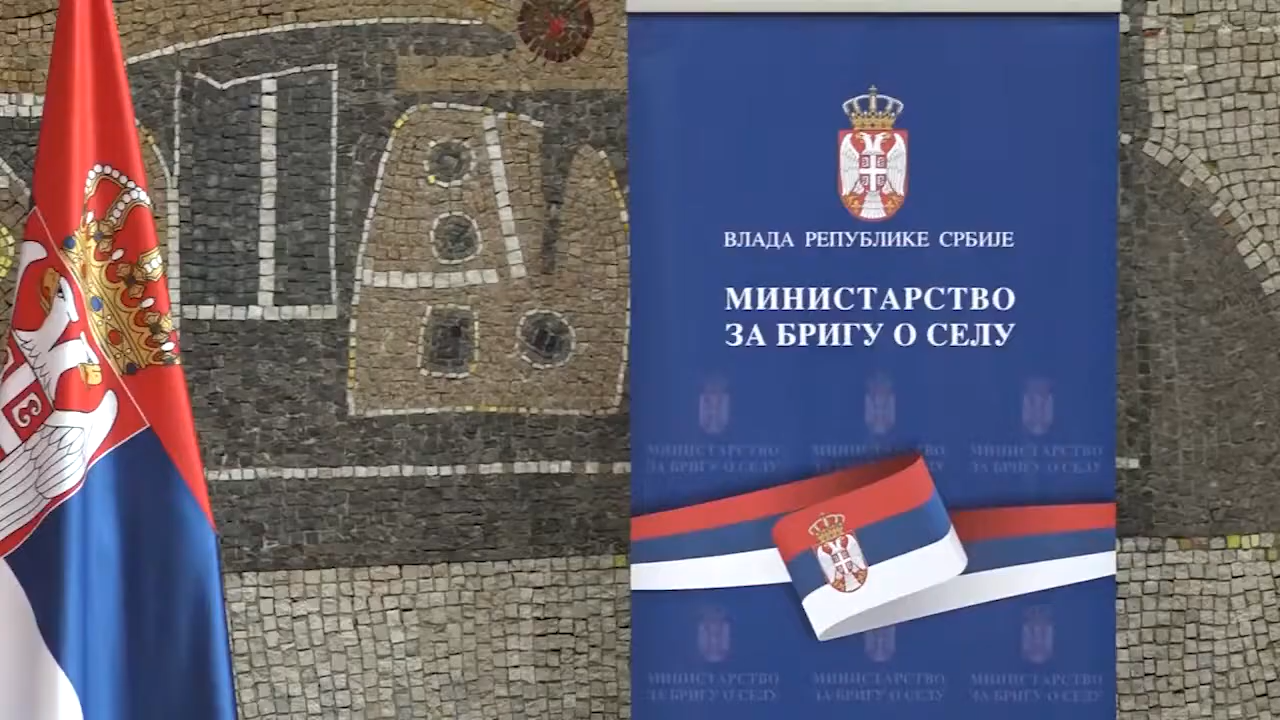 ВЛАДА РЕПУБЛИКЕ СРБИЈЕ
МИНИСТАРСТВО
ЗА БРИГУ О СЕЛУ
МИНИСТАРСТВО МИНИСТАРСТВО МИНИСТАРСТВО
ЗА БРИГУ О СЕЛУ ЗА БРИГУ О СЕЛУ ЗА БРИГУ О СЕЛУ
МИНИСТАРСТВО МИНИСТАРСТВО МИНИСТАРСТВО
ЗА БРИГУ О СЕЛУ ЗА БРИГУ О СЕЛУ ЗА БРИГУ О СЕЛУ